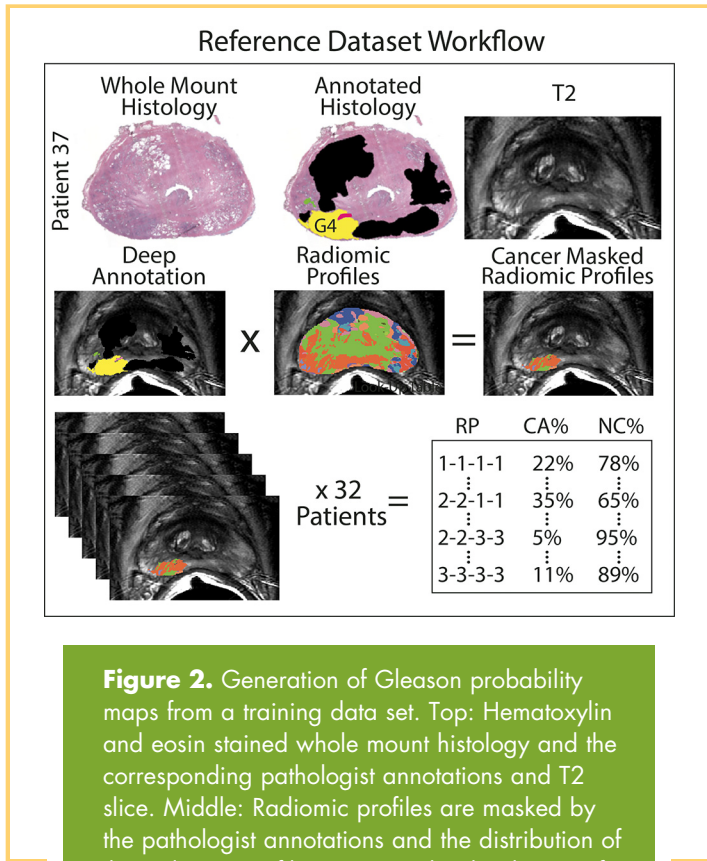 Reference Dataset Workflow
Whole Mount
Histology
Annotated
Histology
T2
Patient 37
G4
Deep
Annotation
Radiomic
Profiles
Cancer Masked
Radiomic Profiles
x
=
x 32
Patients
=
RP CA% NC%
1-1-1-1 22% 78%
2-2-1-1 35% 65%
2-2-3-3 5% 95%
3-3-3-3 11% 89%
Figure 2. Generation of Gleason probability
maps from a training data set. Top: Hematoxylin
and eosin stained whole mount histology and the
corresponding pathologist annotations and T2
slice. Middle: Radiomic profiles are masked by
the pathologist annotations and the distribution of